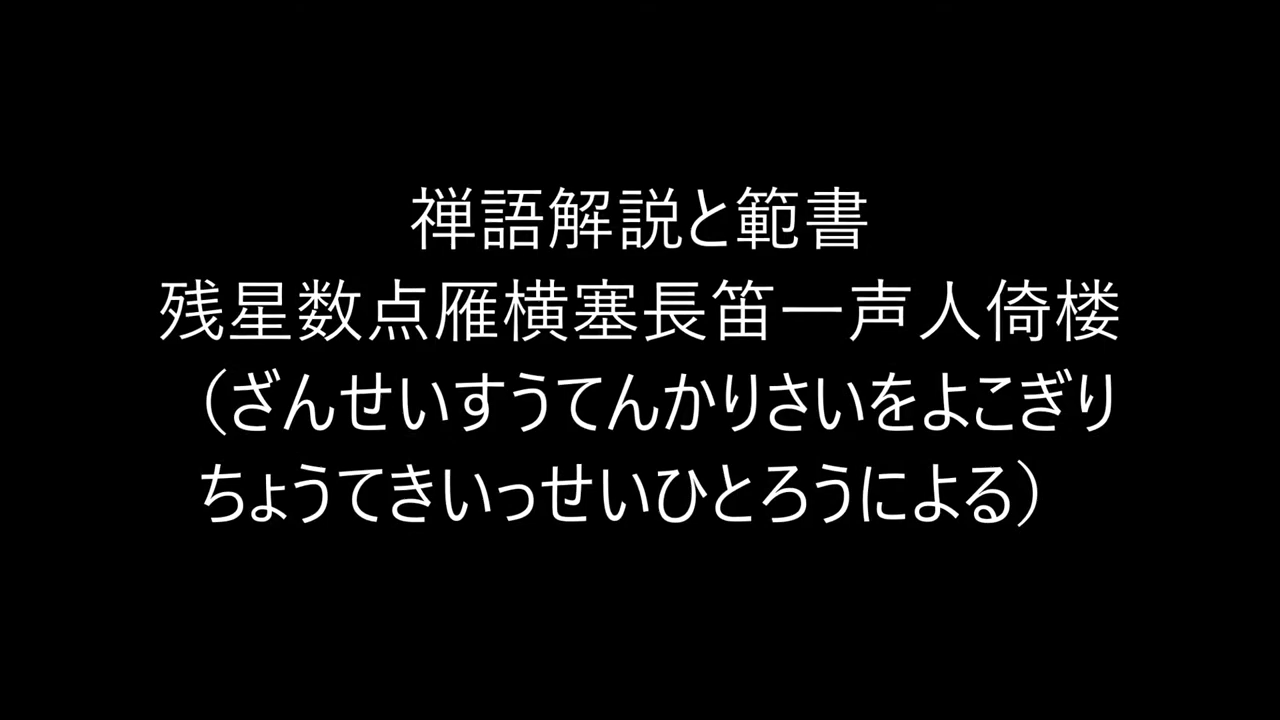 禅語解説と範書
残星数点雁横塞長笛一声人倚楼
（ざんせいすうてんかりさいをよこぎり
ちょうてきいっせいひとろうによる）